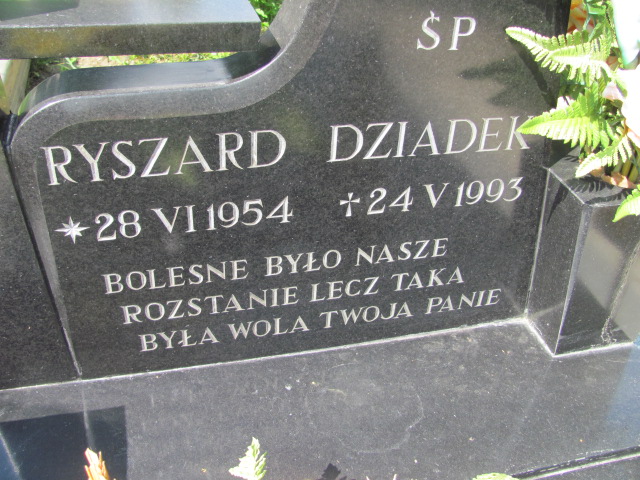 ŚP
RYSZARD DZIADEK
* 28 VI 1954 † 24 V 1993
BOLESNE BYŁO NASZE
ROZSTANIE LECZ TAKA
BYŁA WOLA TWOJA PANIE